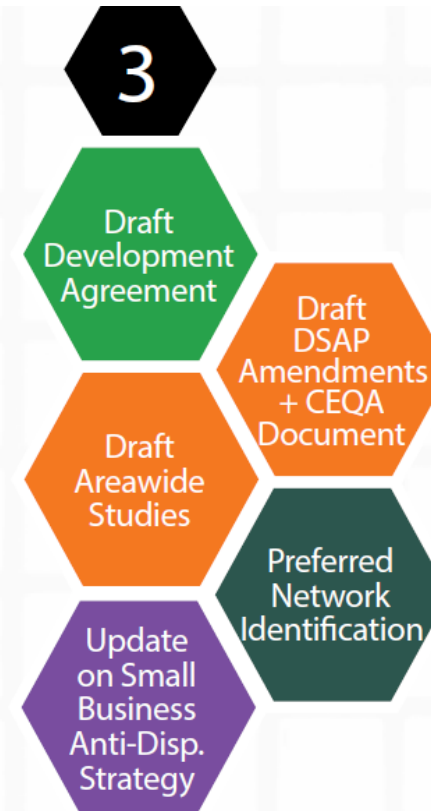 3
Draft
Development
Agreement
Draft
DSAP
Amendments
+ CEQA
Document
Draft
Areawide
Studies
Preferred
Network
Identification
Update
on Small
Business
Anti-Disp.
Strategy